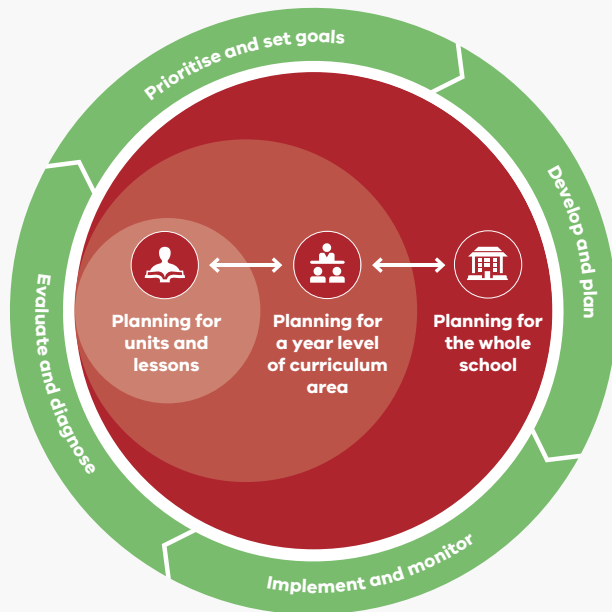 Prioritise and set goals
Develop and plan
Implement and monitor
Evaluate and diagnose
Planning for
units and
lessons
Planning for
a year level
of curriculum
area
Planning for
the whole
school